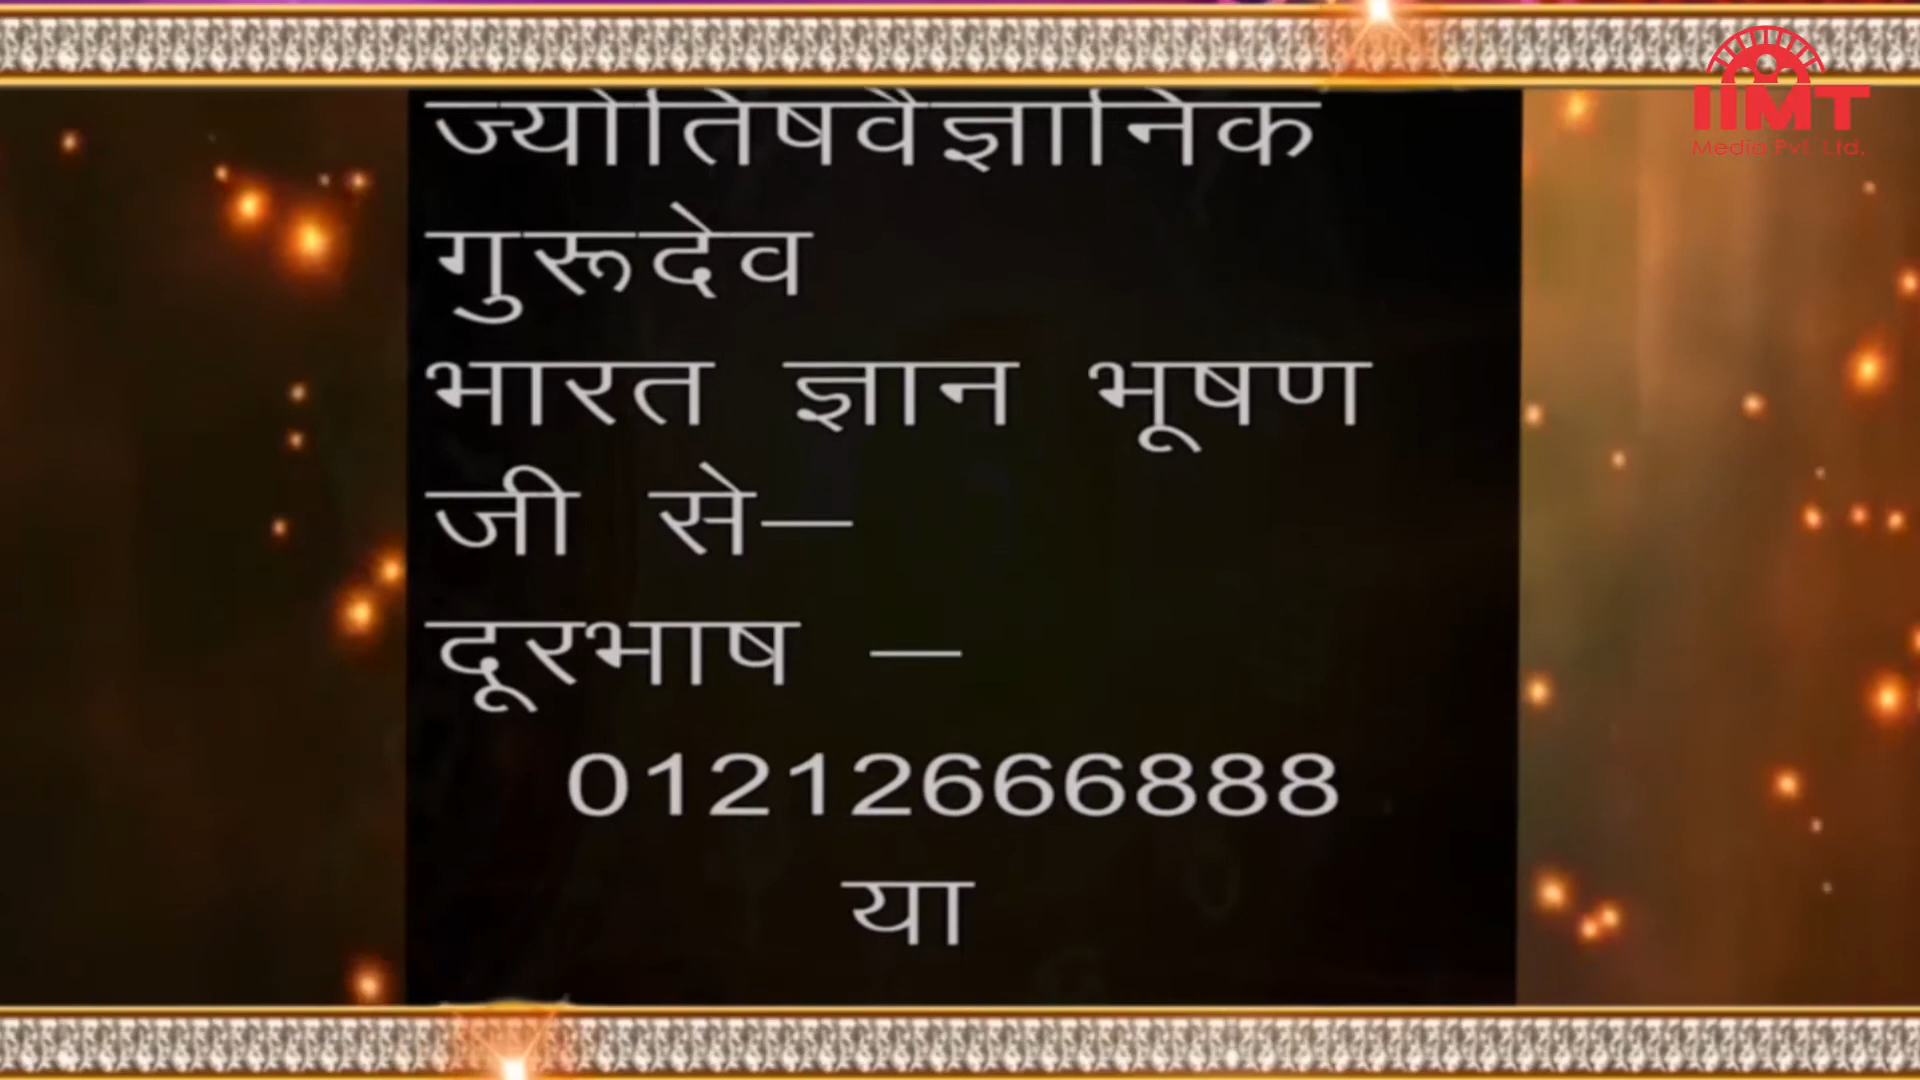 IIMT
Media Pvt. Ltd.
ज्योतिषवैज्ञानिक
गुरूदेव
भारत ज्ञान भूषण
जी से—
दूरभाष —
01212666888
या